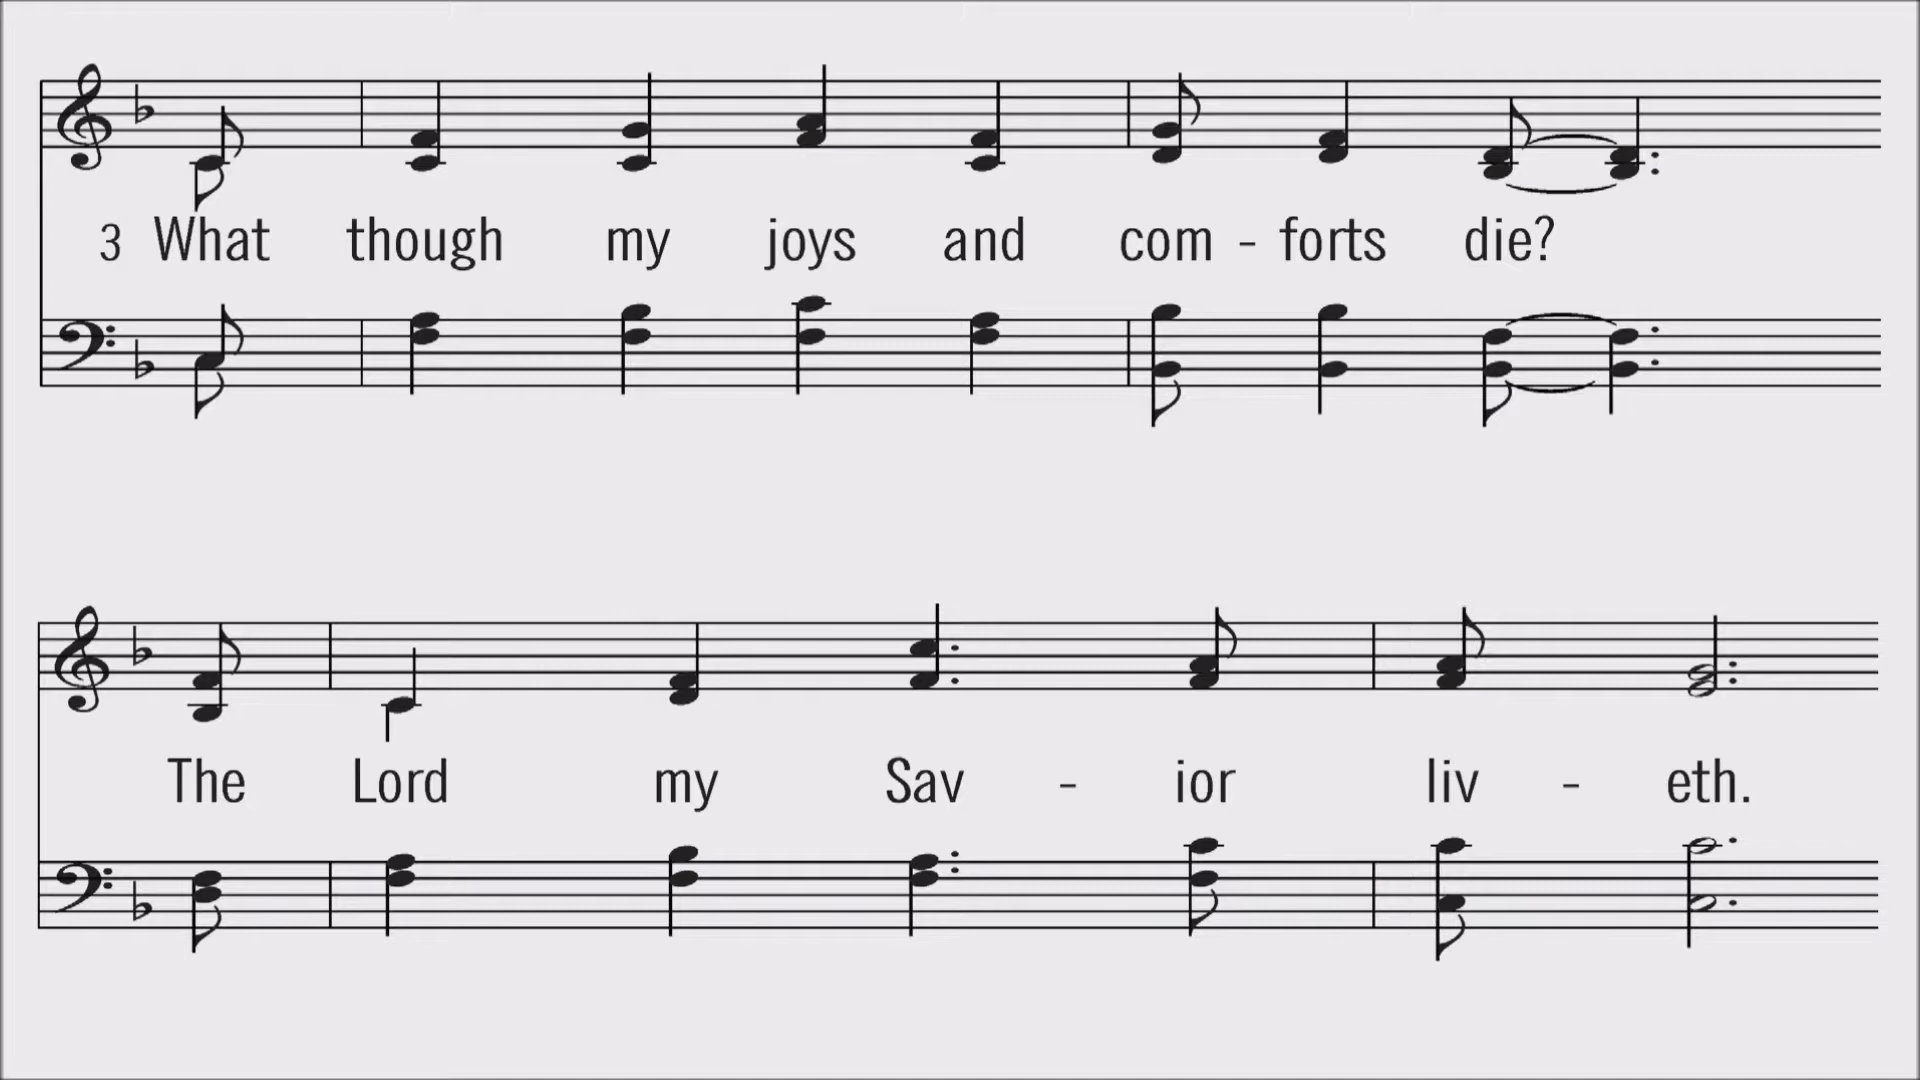 3 What though my joys and com - forts die?
The Lord my Sav - ior liv - eth.